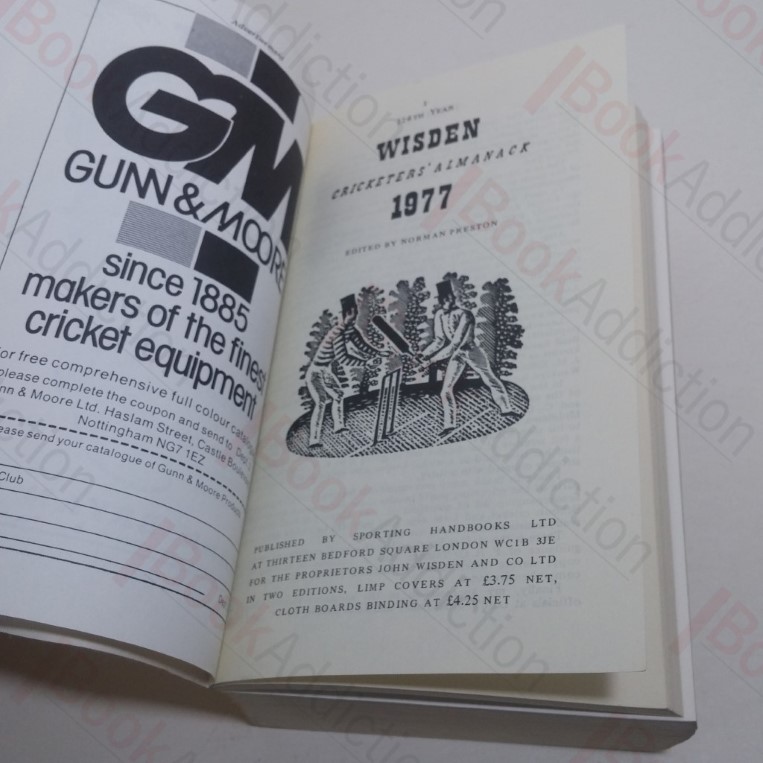 Advertisement
GM
GUNN & MOORE
since 1885
makers of the finest
cricket equipment
for free comprehensive full colour
please complete the coupon and send to
Gunn & Moore Ltd. Haslam Street, Castle
Nottingham NG7 1EZ
please send your catalogue of Gunn & Moore Products
Club
114TH YEAR
WISDEN
CRICKETERS' ALMANACK
1977
EDITED BY NORMAN PRESTON
PUBLISHED BY SPORTING HANDBOOKS LTD
AT THIRTEEN BEDFORD SQUARE LONDON WC1B 3JE
FOR THE PROPRIETORS JOHN WISDEN AND CO LTD
IN TWO EDITIONS, LIMP COVERS AT £3.75 NET,
CLOTH BOARDS BINDING AT £4.25 NET
BookAddiction